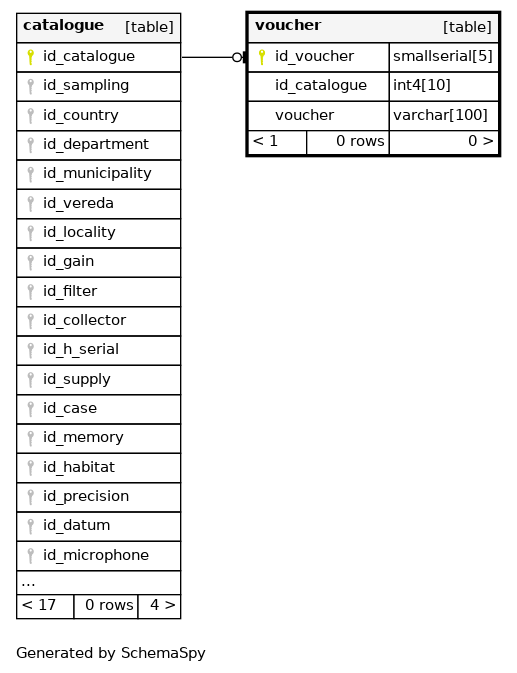 catalogue [table]
id_catalogue
id_sampling
id_country
id_department
id_municipality
id_vereda
id_locality
id_gain
id_filter
id_collector
id_h_serial
id_supply
id_case
id_memory
id_habitat
id_precision
id_datum
id_microphone
...
< 17 0 rows 4 >
voucher [table]
id_voucher smallserial[5]
id_catalogue int4[10]
voucher varchar[100]
< 1 0 rows 0 >
Generated by SchemaSpy